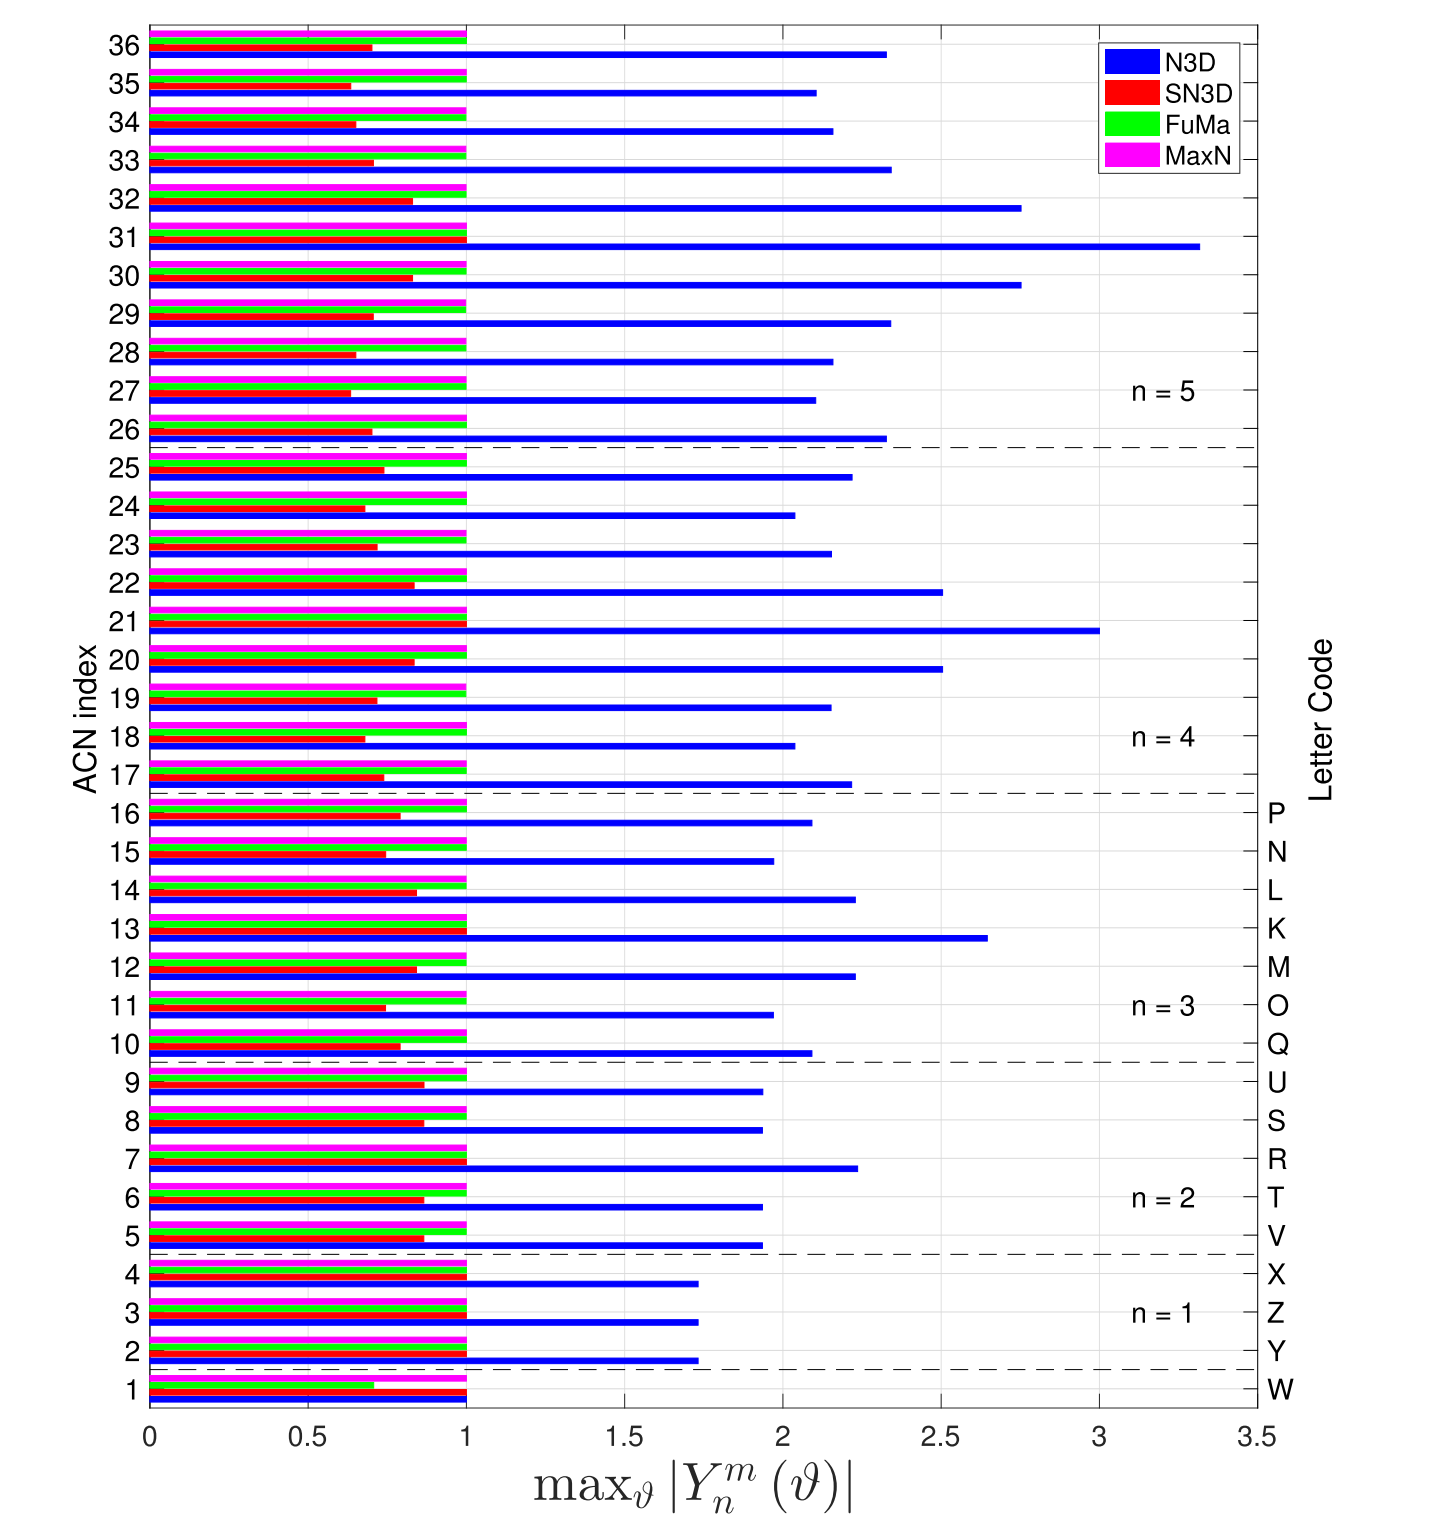 36
35
34
33
32
31
30
29
28
27
26
25
24
23
22
21
20
19
18
17
16
15
14
13
12
11
10
9
8
7
6
5
4
3
2
1
ACN index
N3D
SN3D
FuMa
MaxN
n = 5
n = 4
n = 3
n = 2
n = 1
P
N
L
K
M
O
Q
U
S
R
T
V
X
Z
Y
W
Letter Code
0 0.5 1 1.5 2 2.5 3 3.5
max_ϑ |Y_n^m (ϑ)|